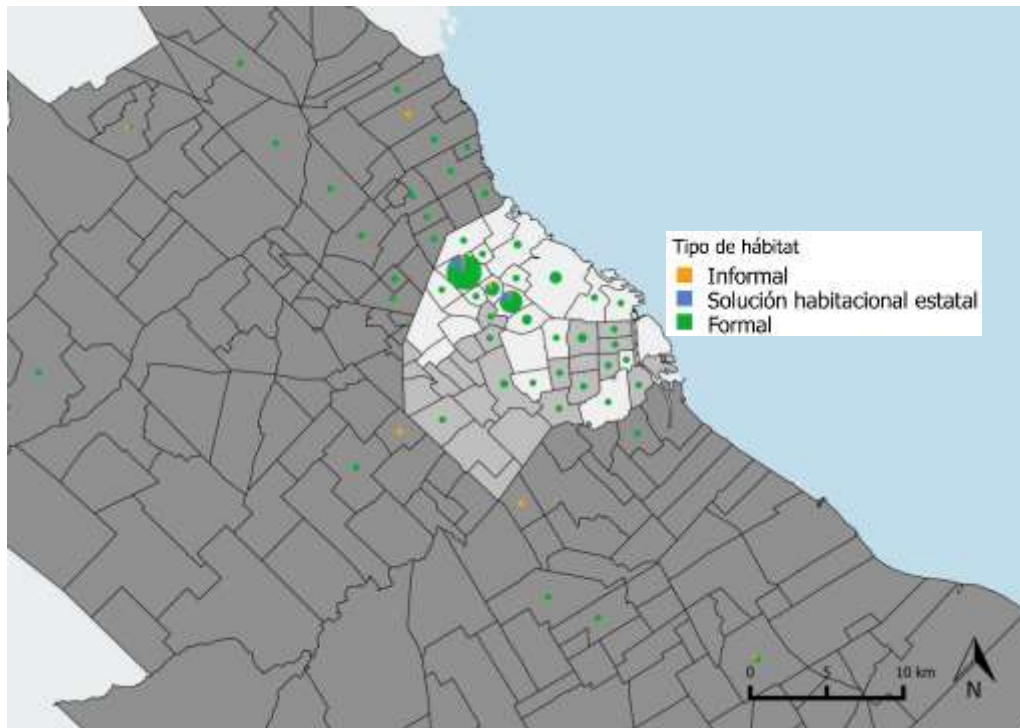 Tipo de hábitat
Informal
Solución habitacional estatal
Formal
0 5 10 km
N